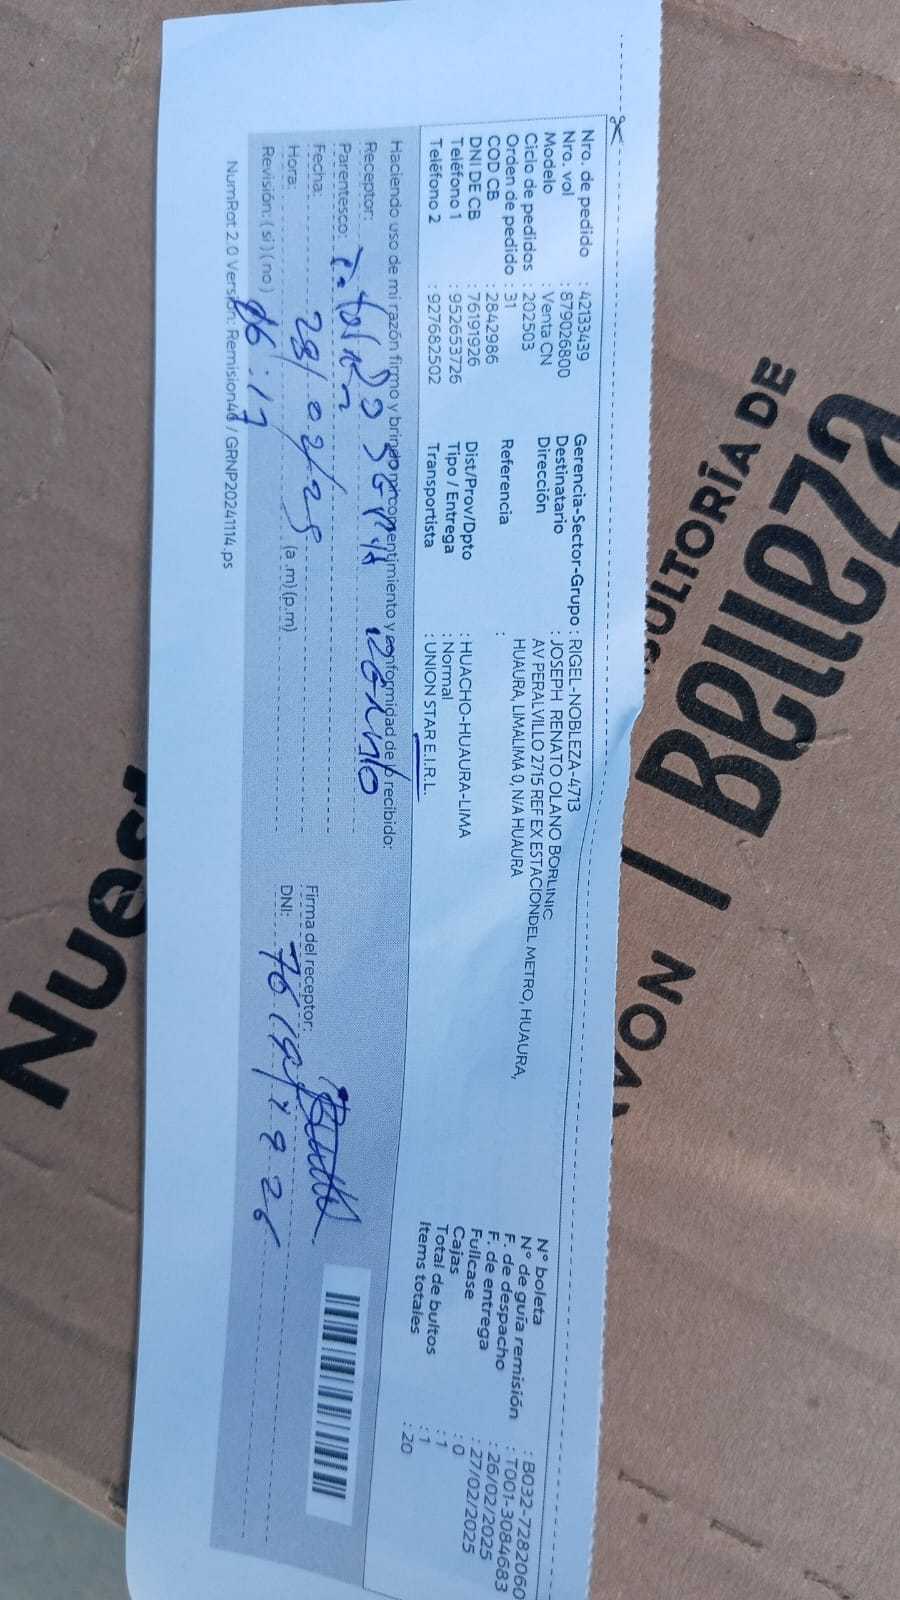 Nro. de pedido : 42133439
Nro. vol : 879026800
Modelo : Venta CN
Ciclo de pedidos : 202503
Orden de pedido : 31
COD CB : 2842986
DNI DE CB : 76191926
Teléfono 1 : 952653726
Teléfono 2 : 927682502
Gerencia-Sector-Grupo : RIGEL-NOBLEZA-4713
Destinatario : JOSEPH RENATO OLANO BORLINIC
Dirección AV PERALVILLO 2715 REF EX ESTACIONDEL METRO, HUAURA,
HUAURA, LIMALIMA 0, N/A HUAURA
Referencia :
Dist/Prov/Dpto : HUACHO-HUAURA-LIMA
Tipo / Entrega : Normal
Transportista : UNION STAR E.I.R.L.
N° boleta : B032-7282060
N° de guía remisión : T001-3084683
F. de despacho : 26/02/2025
F. de entrega : 27/02/2025
Fullcase : 0
Cajas : 1
Total de bultos : 1
Items totales : 20
Haciendo uso de mi razón firmo y brindo mi consentimiento y conformidad de lo recibido:
Receptor:
Parentesco: Titular
Fecha: 28/02/25
Hora: 06:17 (a.m)(p.m)
Revisión: (si)(no)
Firma del receptor:
DNI: 76191926
NumRat 2.0 Version: Remision40 / GRNP20241114.ps
SULTORÍA DE
VON | Belleza
Nues